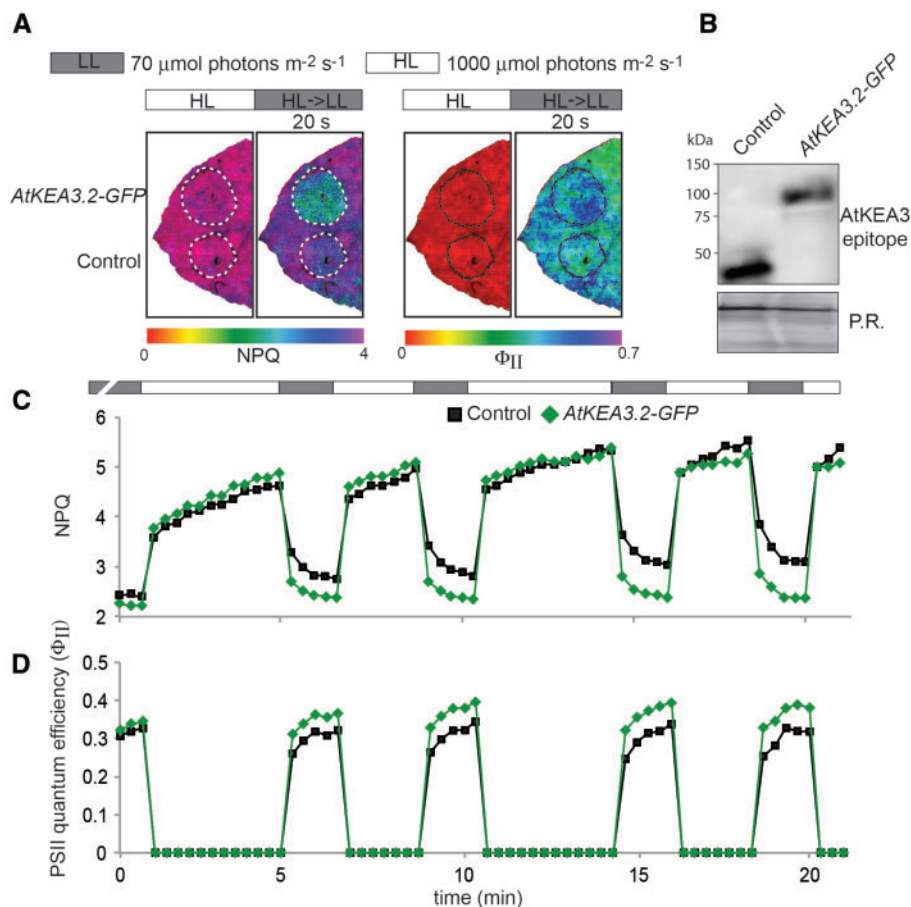 A
LL 70 μmol photons m-2 s-1 HL 1000 μmol photons m-2 s-1
HL HL->LL HL HL->LL
20 s 20 s
AtKEA3.2-GFP
Control
0 NPQ 4 0 ΦII 0.7
B
Control AtKEA3.2-GFP
kDa
150
100
75
50
AtKEA3
epitope
P.R.
C
Control AtKEA3.2-GFP
NPQ
6
5
4
3
2
D
PSII quantum efficiency (ΦII)
0.5
0.4
0.3
0.2
0.1
0
0 5 10 15 20
time (min)